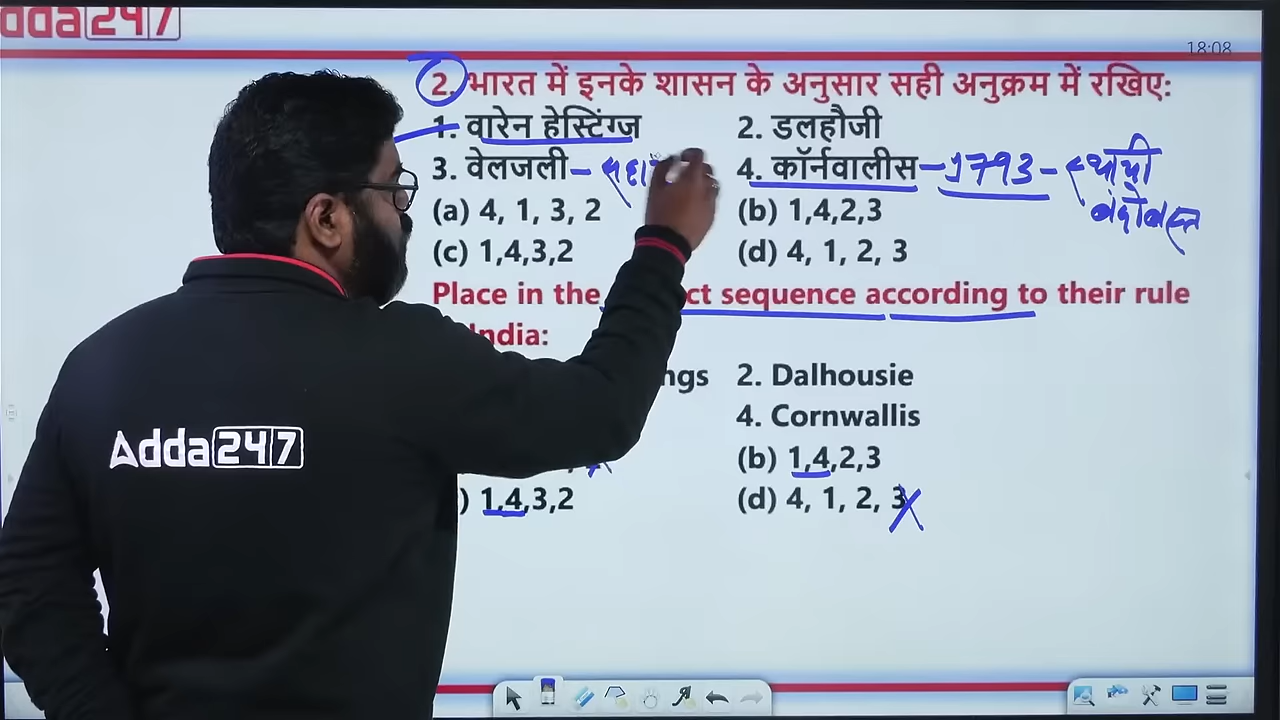 adda247
18:08
2. भारत में इनके शासन के अनुसार सही अनुक्रम में रखिए:
1. वारेन हेस्टिंग्ज 2. डलहौजी
3. वेलजली – सहा 4. कॉर्नवालीस – 1793 – स्थायी
बंदोबस्त
(a) 4, 1, 3, 2 (b) 1,4,2,3
(c) 1,4,3,2 (d) 4, 1, 2, 3
Place in the ct sequence according to their rule
India:
ngs 2. Dalhousie
4. Cornwallis
(b) 1,4,2,3
) 1,4,3,2 (d) 4, 1, 2, 3
Adda247